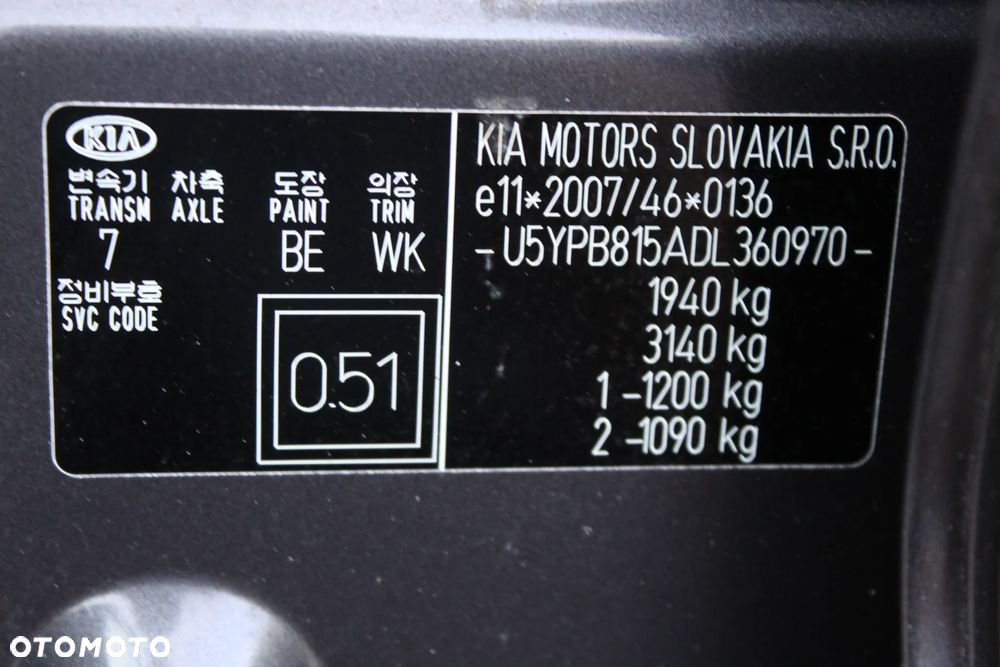 KIA
변속기 차축 도장 의장
TRANSM AXLE PAINT TRIM
7 BE WK
정비부호
SVC CODE
0.51
KIA MOTORS SLOVAKIA S.R.O.
e11*2007/46*0136
-U5YPB815ADL360970-
1940 kg
3140 kg
1 -1200 kg
2 -1090 kg
OTOMOTO